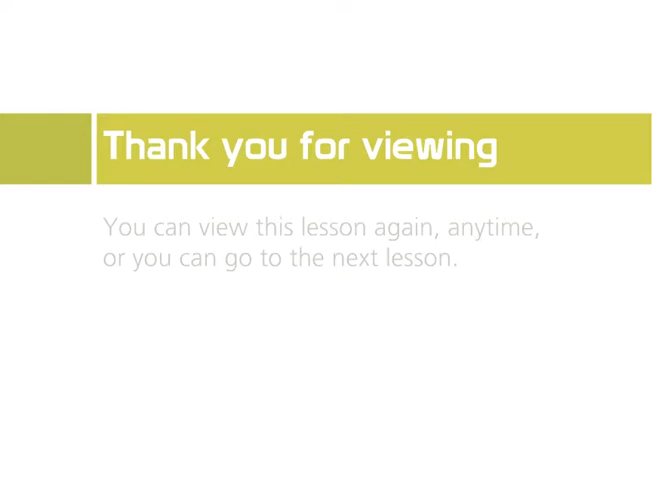 Thank you for viewing
You can view this lesson again, anytime,
or you can go to the next lesson.